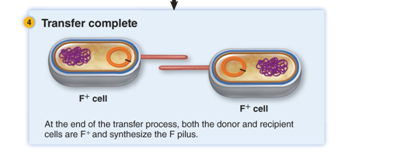 4 Transfer complete
F⁺ cell
F⁺ cell
At the end of the transfer process, both the donor and recipient
cells are F⁺ and synthesize the F pilus.